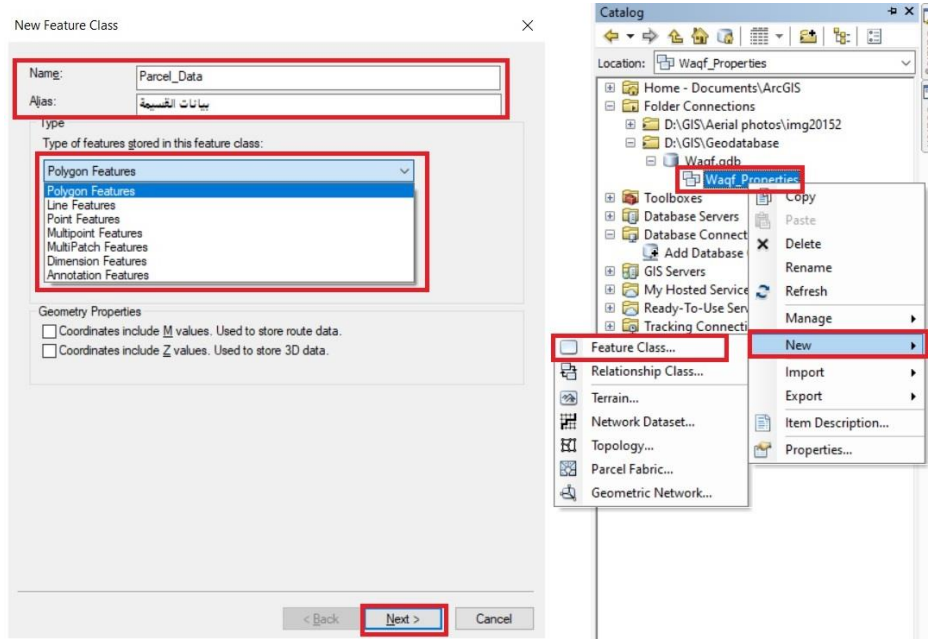 New Feature Class
Name:
Parcel_Data
Alias:
بيانات القسيمة
Type
Type of features stored in this feature class:
Polygon Features
Polygon Features
Line Features
Point Features
Multipoint Features
MultiPatch Features
Dimension Features
Annotation Features
Geometry Properties
Coordinates include M values. Used to store route data.
Coordinates include Z values. Used to store 3D data.
< Back
Next >
Cancel
Catalog
Location:
Waqf_Properties
Home - Documents\ArcGIS
Folder Connections
D:\GIS\Aerial photos\img20152
D:\GIS\Geodatabase
Waqf.gdb
Waqf_Properties
Toolboxes
Database Servers
Database Connect
Add Database
GIS Servers
My Hosted Service
Ready-To-Use Serv
Tracking Connecti
Copy
Paste
Delete
Rename
Refresh
Manage
New
Import
Export
Item Description...
Properties...
Feature Class...
Relationship Class...
Terrain...
Network Dataset...
Topology...
Parcel Fabric...
Geometric Network...